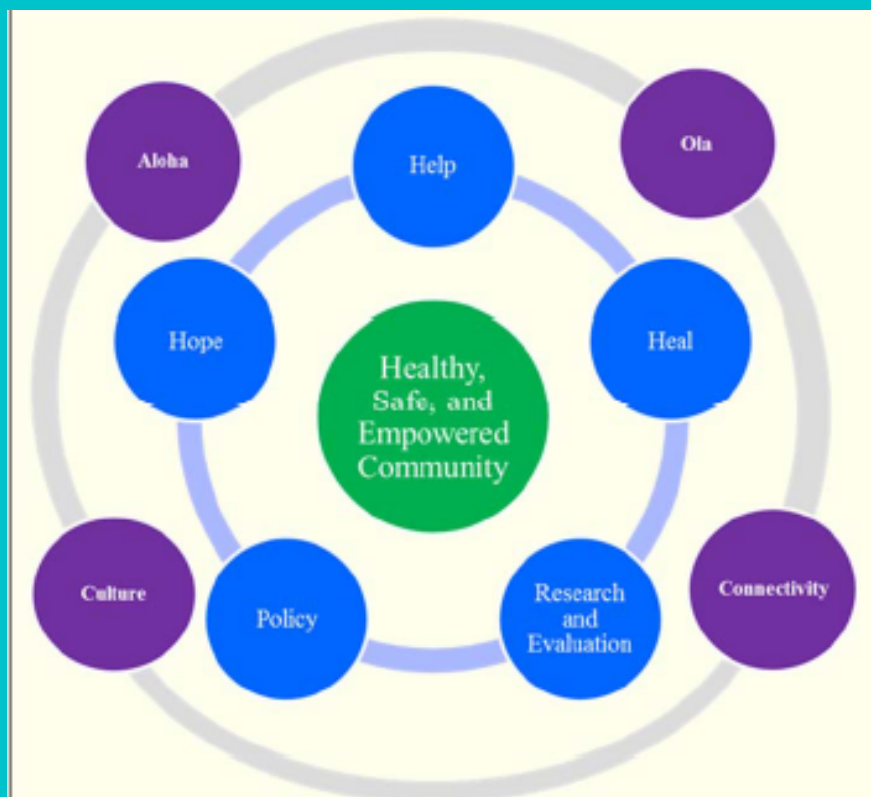 Aloha
Help
Ola
Hope
Heal
Healthy,
Safe, and
Empowered
Community
Culture
Policy
Research
and
Evaluation
Connectivity